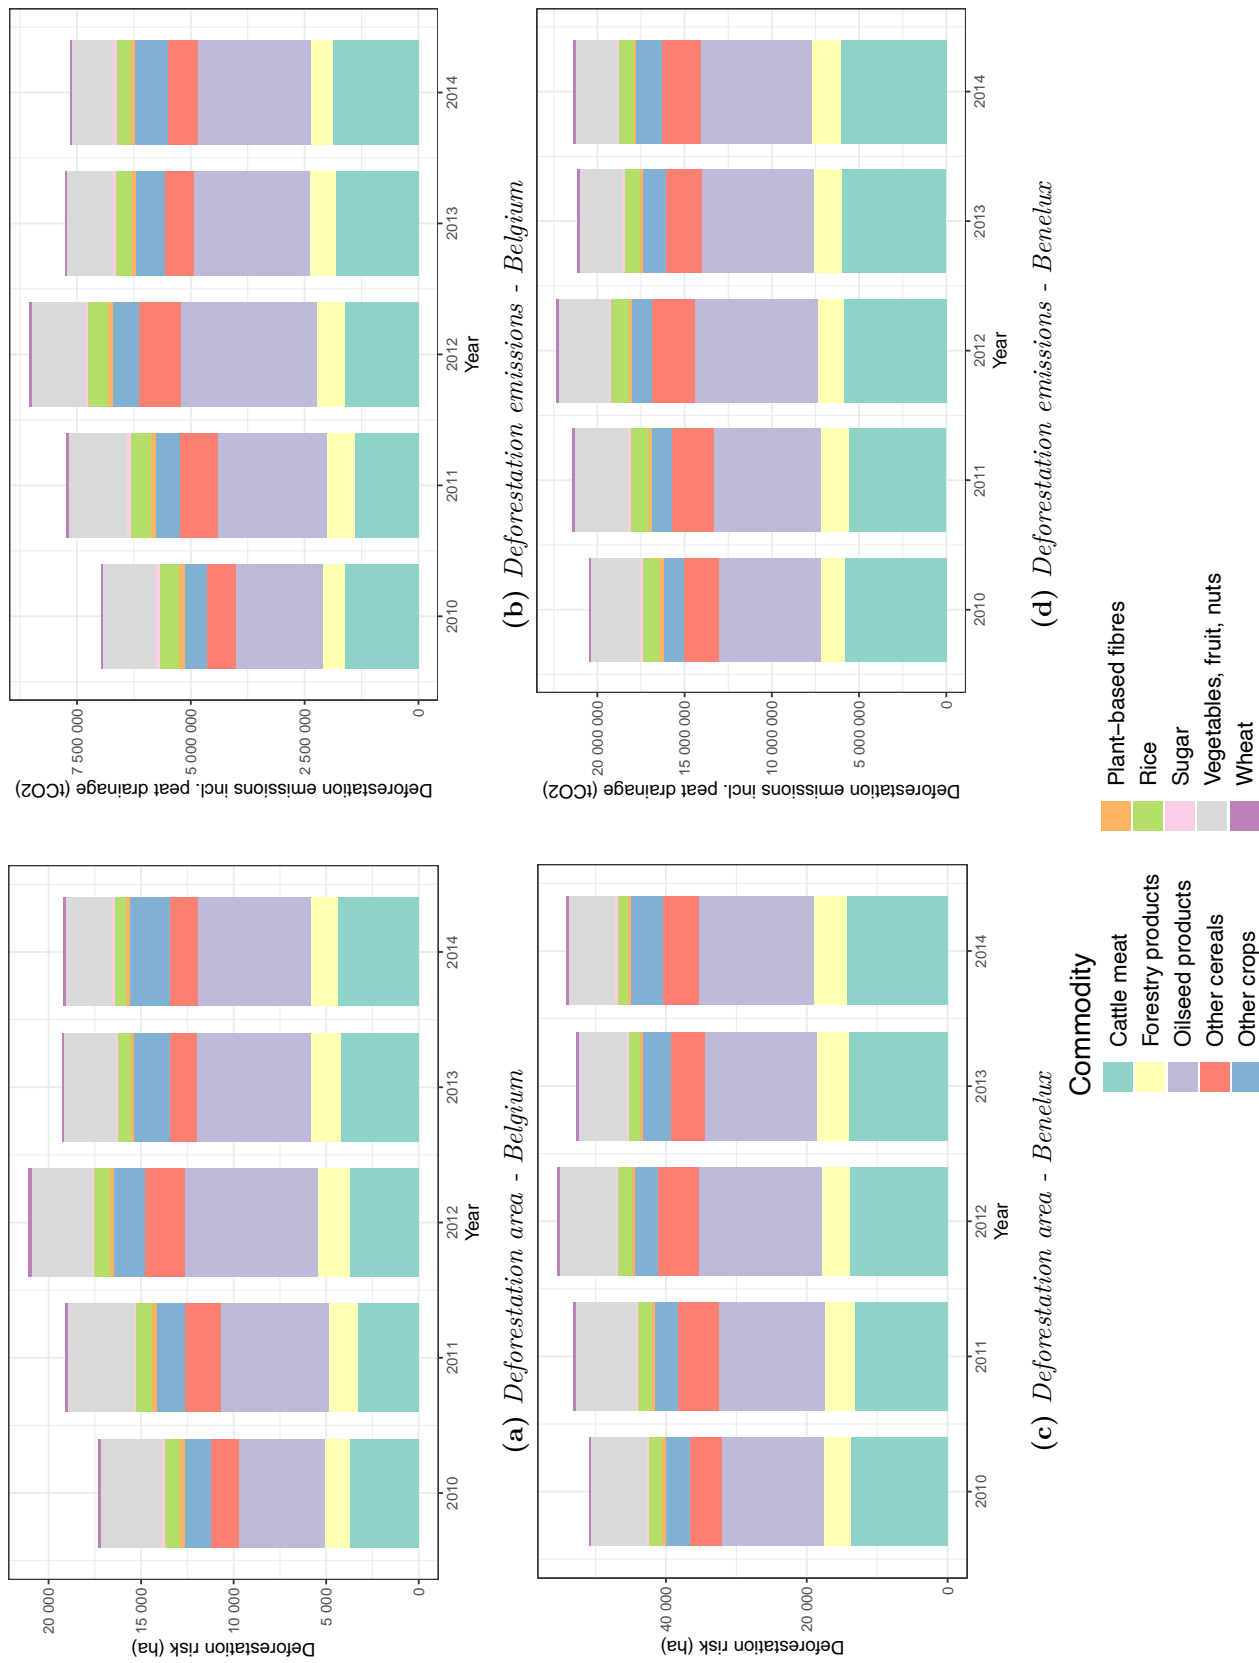 20 000
15 000
10 000
5 000
0
Deforestation risk (ha)
2010
2011
2012
2013
2014
Year
(a) Deforestation area - Belgium
7 500 000
5 000 000
2 500 000
0
Deforestation emissions incl. peat drainage (tCO2)
2010
2011
2012
2013
2014
Year
(b) Deforestation emissions - Belgium
40 000
20 000
0
Deforestation risk (ha)
2010
2011
2012
2013
2014
Year
(c) Deforestation area - Benelux
20 000 000
15 000 000
10 000 000
5 000 000
0
Deforestation emissions incl. peat drainage (tCO2)
2010
2011
2012
2013
2014
Year
(d) Deforestation emissions - Benelux
Commodity
Cattle meat
Forestry products
Oilseed products
Other cereals
Other crops
Plant−based fibres
Rice
Sugar
Vegetables, fruit, nuts
Wheat